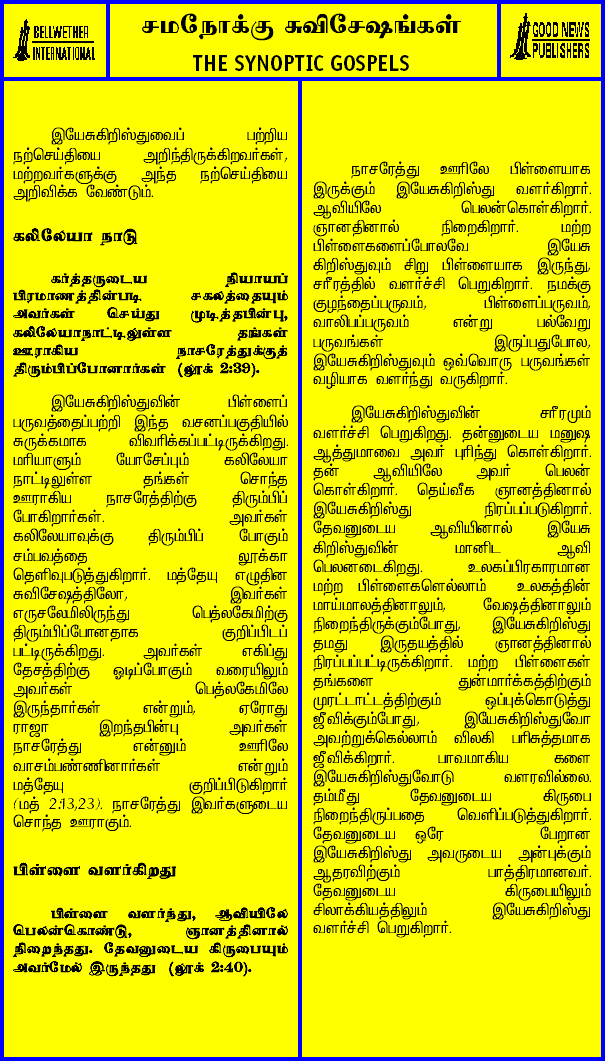 BELLWETHER
INTERNATIONAL
சமநோக்கு சுவிசேஷங்கள்
THE SYNOPTIC GOSPELS
GOOD NEWS
PUBLISHERS
இயேசுகிறிஸ்துவைப் பற்றிய
நற்செய்தியை அறிந்திருக்கிறவர்கள்,
மற்றவர்களுக்கு அந்த நற்செய்தியை
அறிவிக்க வேண்டும்.
கலிலேயா நாடு
கர்த்தருடைய நியாயப்
பிரமாணத்தின்படி சகலத்தையும்
அவர்கள் செய்து முடித்தபின்பு,
கலிலேயாநாட்டிலுள்ள தங்கள்
ஊராகிய நாசரேத்துக்குத்
திரும்பிப்போனார்கள் (லூக் 2:39).
இயேசுகிறிஸ்துவின் பிள்ளைப்
பருவத்தைப்பற்றி இந்த வசனப்பகுதியில்
சுருக்கமாக விவரிக்கப்பட்டிருக்கிறது.
மரியாளும் யோசேப்பும் கலிலேயா
நாட்டிலுள்ள தங்கள் சொந்த
ஊராகிய நாசரேத்திற்கு திரும்பிப்
போகிறார்கள். அவர்கள்
கலிலேயாவுக்கு திரும்பிப் போகும்
சம்பவத்தை லூக்கா
தெளிவுபடுத்துகிறார். மத்தேயு எழுதின
சுவிசேஷத்திலோ, இவர்கள்
எருசலேமிலிருந்து பெத்லகேமிற்கு
திரும்பிப்போனதாக குறிப்பிடப்
பட்டிருக்கிறது. அவர்கள் எகிப்து
தேசத்திற்கு ஓடிப்போகும் வரையிலும்
அவர்கள் பெத்லகேமிலே
இருந்தார்கள் என்றும், ஏரோது
ராஜா இறந்தபின்பு அவர்கள்
நாசரேத்து என்னும் ஊரிலே
வாசம்பண்ணினார்கள் என்றும்
மத்தேயு குறிப்பிடுகிறார்
(மத் 2:13,23). நாசரேத்து இவர்களுடைய
சொந்த ஊராகும்.
பிள்ளை வளர்கிறது
பிள்ளை வளர்ந்து, ஆவியிலே
பெலன்கொண்டு, ஞானத்தினால்
நிறைந்தது. தேவனுடைய கிருபையும்
அவர்மேல் இருந்தது (லூக் 2:40).
நாசரேத்து ஊரிலே பிள்ளையாக
இருக்கும் இயேசுகிறிஸ்து வளர்கிறார்.
ஆவியிலே பெலன்கொள்கிறார்.
ஞானதினால் நிறைகிறார். மற்ற
பிள்ளைகளைப்போலவே இயேசு
கிறிஸ்துவும் சிறு பிள்ளையாக இருந்து,
சரீரத்தில் வளர்ச்சி பெறுகிறார். நமக்கு
குழந்தைப்பருவம், பிள்ளைப்பருவம்,
வாலிபப்பருவம் என்று பல்வேறு
பருவங்கள் இருப்பதுபோல,
இயேசுகிறிஸ்துவும் ஒவ்வொரு பருவங்கள்
வழியாக வளர்ந்து வருகிறார்.
இயேசுகிறிஸ்துவின் சரீரமும்
வளர்ச்சி பெறுகிறது. தன்னுடைய மனுஷ
ஆத்துமாவை அவர் புரிந்து கொள்கிறார்.
தன் ஆவியிலே அவர் பெலன்
கொள்கிறார். தெய்வீக ஞானத்தினால்
இயேசுகிறிஸ்து நிரப்பப்படுகிறார்.
தேவனுடைய ஆவியினால் இயேசு
கிறிஸ்துவின் மானிட ஆவி
பெலனடைகிறது. உலகப்பிரகாரமான
மற்ற பிள்ளைகளெல்லாம் உலகத்தின்
மாய்மாலத்தினாலும், வேஷத்தினாலும்
நிறைந்திருக்கும்போது, இயேசுகிறிஸ்து
தமது இருதயத்தில் ஞானத்தினால்
நிரப்பப்பட்டிருக்கிறார். மற்ற பிள்ளைகள்
தங்களை துன்மார்க்கத்திற்கும்
முரட்டாட்டத்திற்கும் ஒப்புக்கொடுத்து
ஜீவிக்கும்போது, இயேசுகிறிஸ்துவோ
அவற்றுக்கெல்லாம் விலகி பரிசுத்தமாக
ஜீவிக்கிறார். பாவமாகிய களை
இயேசுகிறிஸ்துவோடு வளரவில்லை.
தம்மீது தேவனுடைய கிருபை
நிறைந்திருப்பதை வெளிப்படுத்துகிறார்.
தேவனுடைய ஒரே பேறான
இயேசுகிறிஸ்து அவருடைய அன்புக்கும்
ஆதரவிற்கும் பாத்திரமானவர்.
தேவனுடைய கிருபையிலும்
சிலாக்கியத்திலும் இயேசுகிறிஸ்து
வளர்ச்சி பெறுகிறார்.